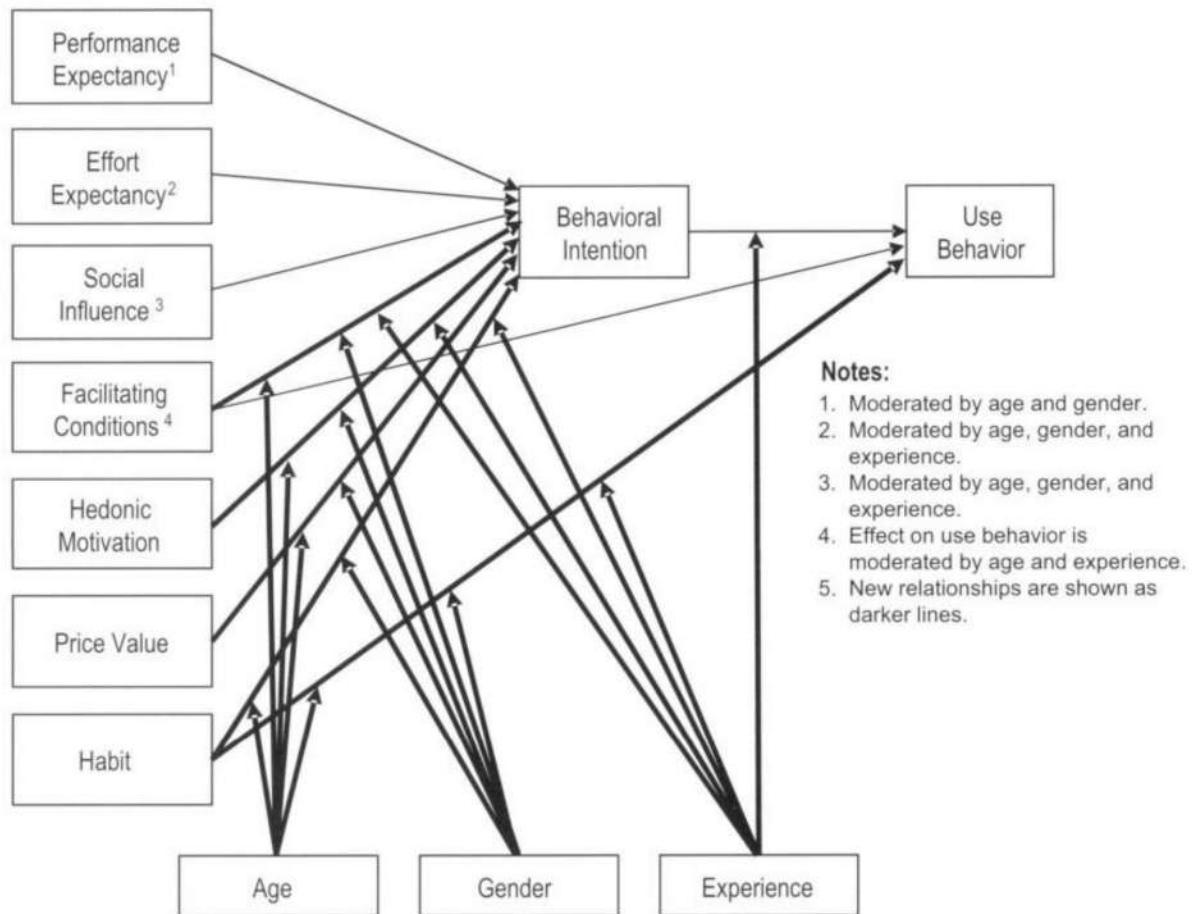 Performance
Expectancy1
Effort
Expectancy2
Social
Influence 3
Facilitating
Conditions 4
Hedonic
Motivation
Price Value
Habit
Behavioral
Intention
Use
Behavior
Notes:
1. Moderated by age and gender.
2. Moderated by age, gender, and
experience.
3. Moderated by age, gender, and
experience.
4. Effect on use behavior is
moderated by age and experience.
5. New relationships are shown as
darker lines.
Age
Gender
Experience